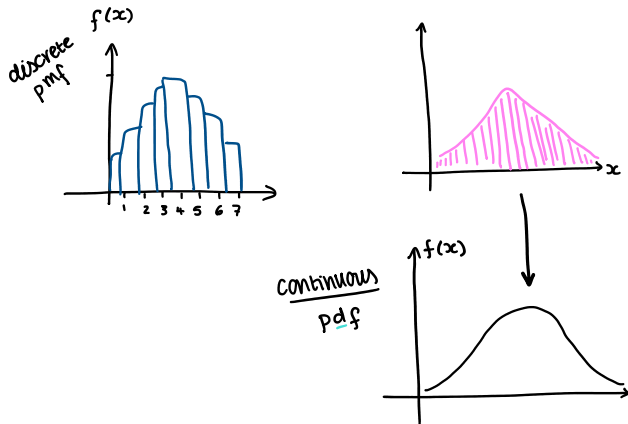 f(x)
discrete
pmf
1 2 3 4 5 6 7
x
f(x)
continuous
pdf